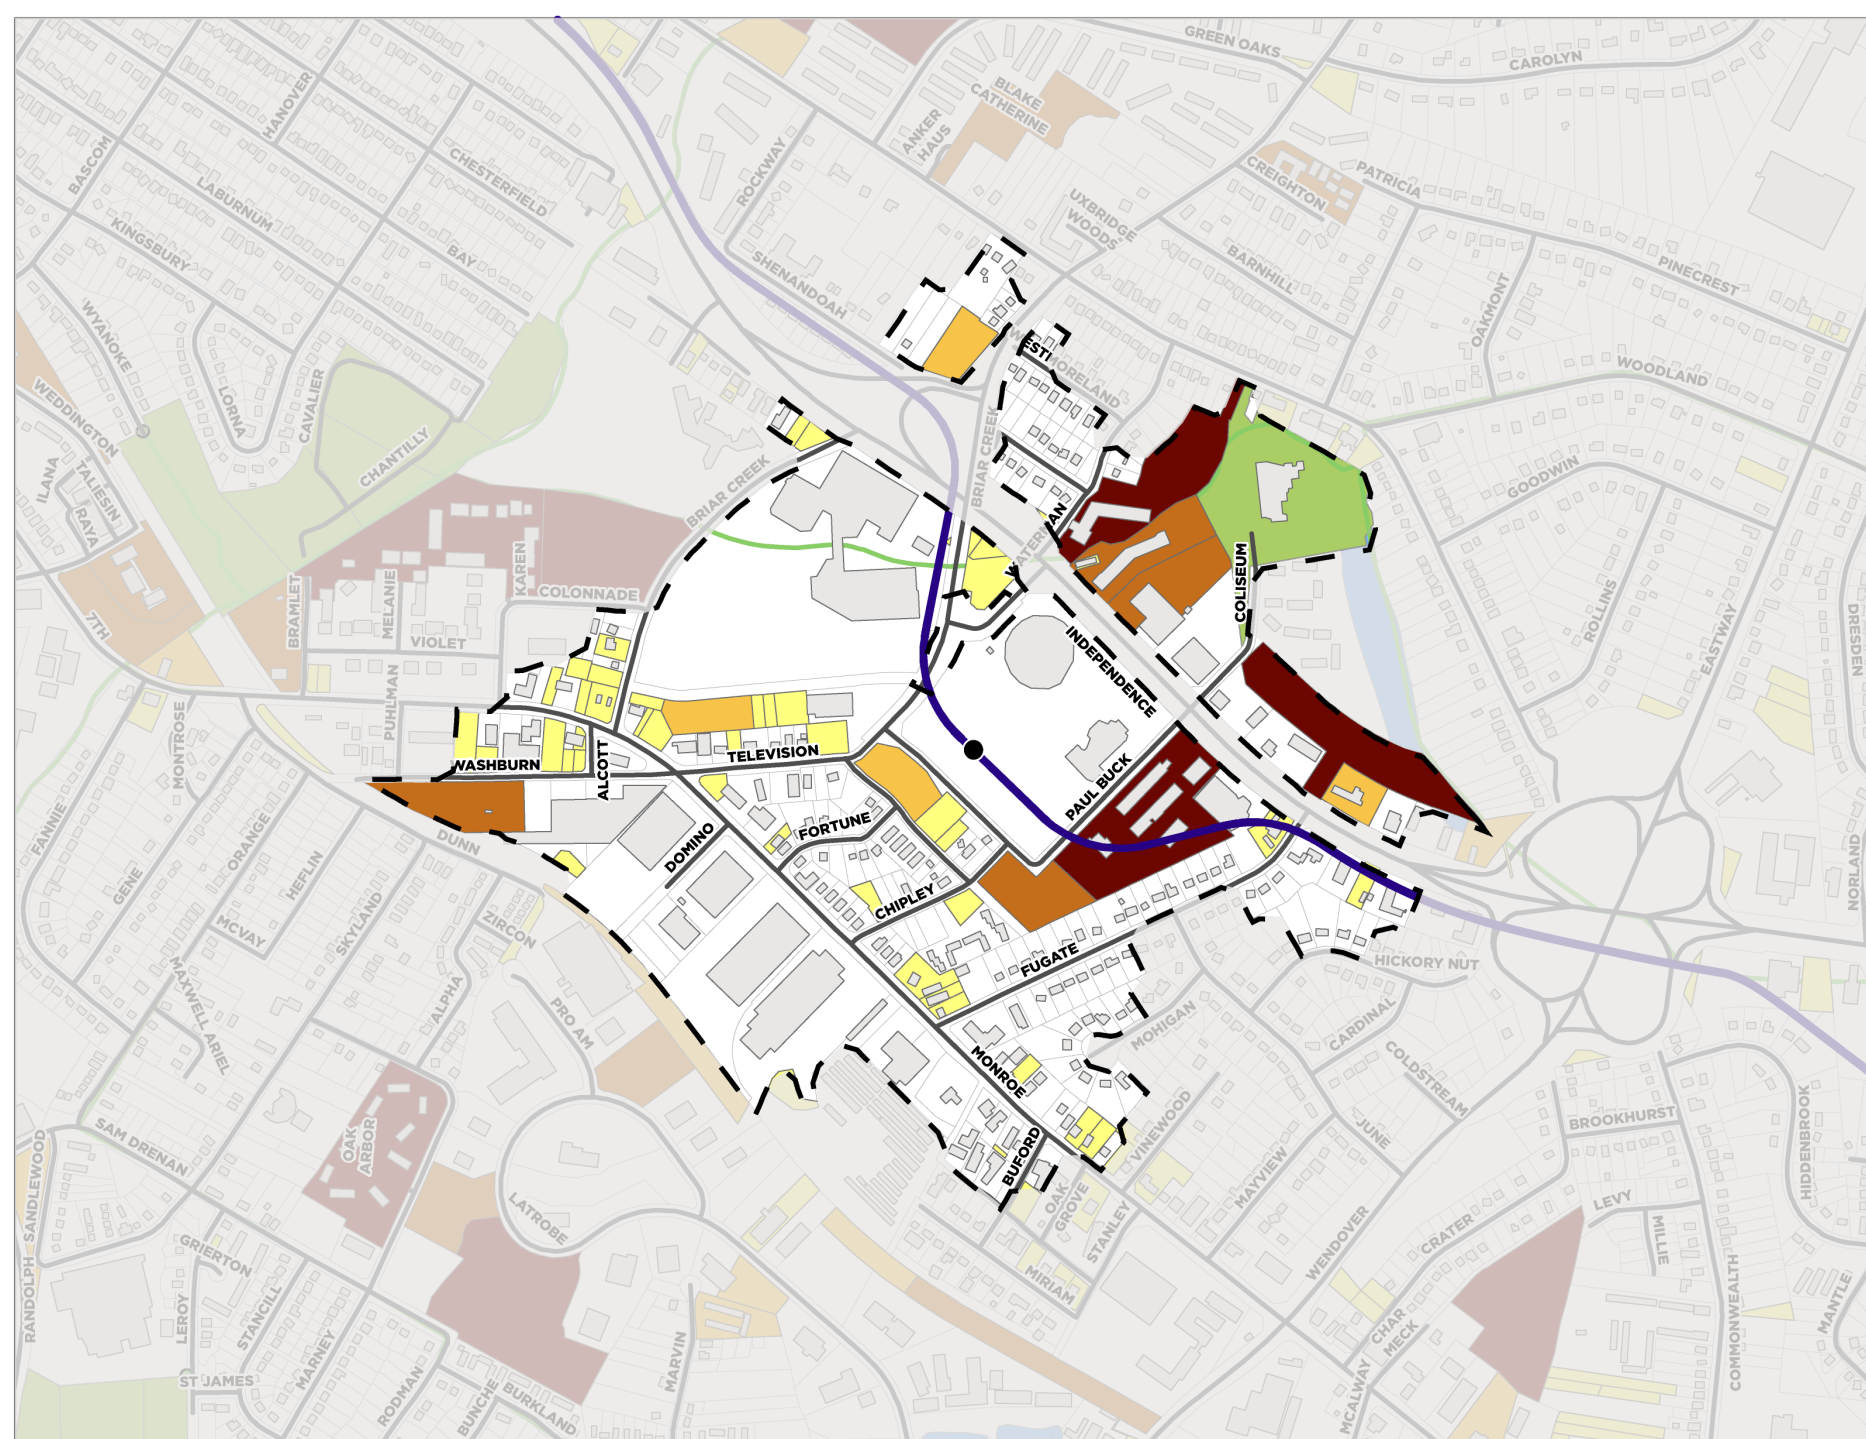 GREEN OAKS
CAROLYN
HANOVER
BLAKE
CATHERINE
ANKER
HAUS
BASCOM
CHESTERFIELD
ROCKWAY
CREIGHTON
PATRICIA
LABURNUM
UXBRIDGE
WOODS
KINGSBURY
BAY
SHENANDOAH
BARNHILL
PINECREST
WYANOKE
OAKMONT
WESTMORELAND
ESTI
WOODLAND
LORNA
CAVALIER
WEDDINGTON
CHANTILLY
BRIAR CREEK
BRIAR CREEK
GOODWIN
ILANA
TALIESIN
RAYA
WATERMAN
KAREN
COLISEUM
BRAMLET
MELANIE
COLONNADE
ROLLINS
7TH
VIOLET
DRESDEN
EASTWAY
INDEPENDENCE
PUHLMAN
MONTROSE
WASHBURN
ALCOTT
TELEVISION
PAUL BUCK
FANNIE
DUNN
DOMINO
FORTUNE
ORANGE
HEFLIN
GENE
CHIPLEY
NORLAND
MCVAY
SKYLAND
ZIRCON
FUGATE
HICKORY NUT
MAXWELL
ARIEL
ALPHA
PRO AM
MOHIGAN
CARDINAL
COLDSTREAM
MONROE
SAM DRENAN
OAK
ARBOR
BUFORD
VINEWOOD
JUNE
BROOKHURST
HIDDENBROOK
SANDLEWOOD
RANDOLPH
MAYVIEW
OAK
GROVE
STANLEY
LATROBE
LEVY
MILLIE
CRATER
WENDOVER
GRIERTON
MIRIAM
LEROY
STANCILL
MARNEY
COMMONWEALTH
MANTLE
CHAR
MECK
MARVIN
ST JAMES
RODMAN
BUNCHE
BURKLAND
MCALWAY